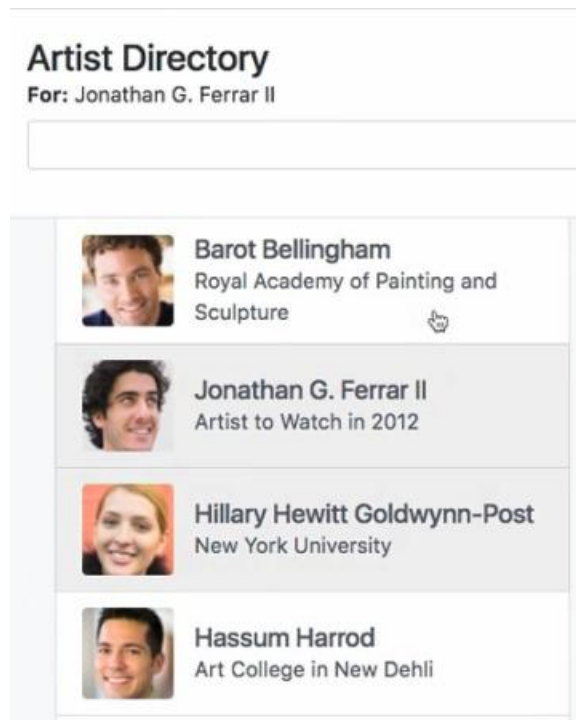 Artist Directory
For: Jonathan G. Ferrar II
Barot Bellingham
Royal Academy of Painting and
Sculpture
Jonathan G. Ferrar II
Artist to Watch in 2012
Hillary Hewitt Goldwynn-Post
New York University
Hassum Harrod
Art College in New Dehli